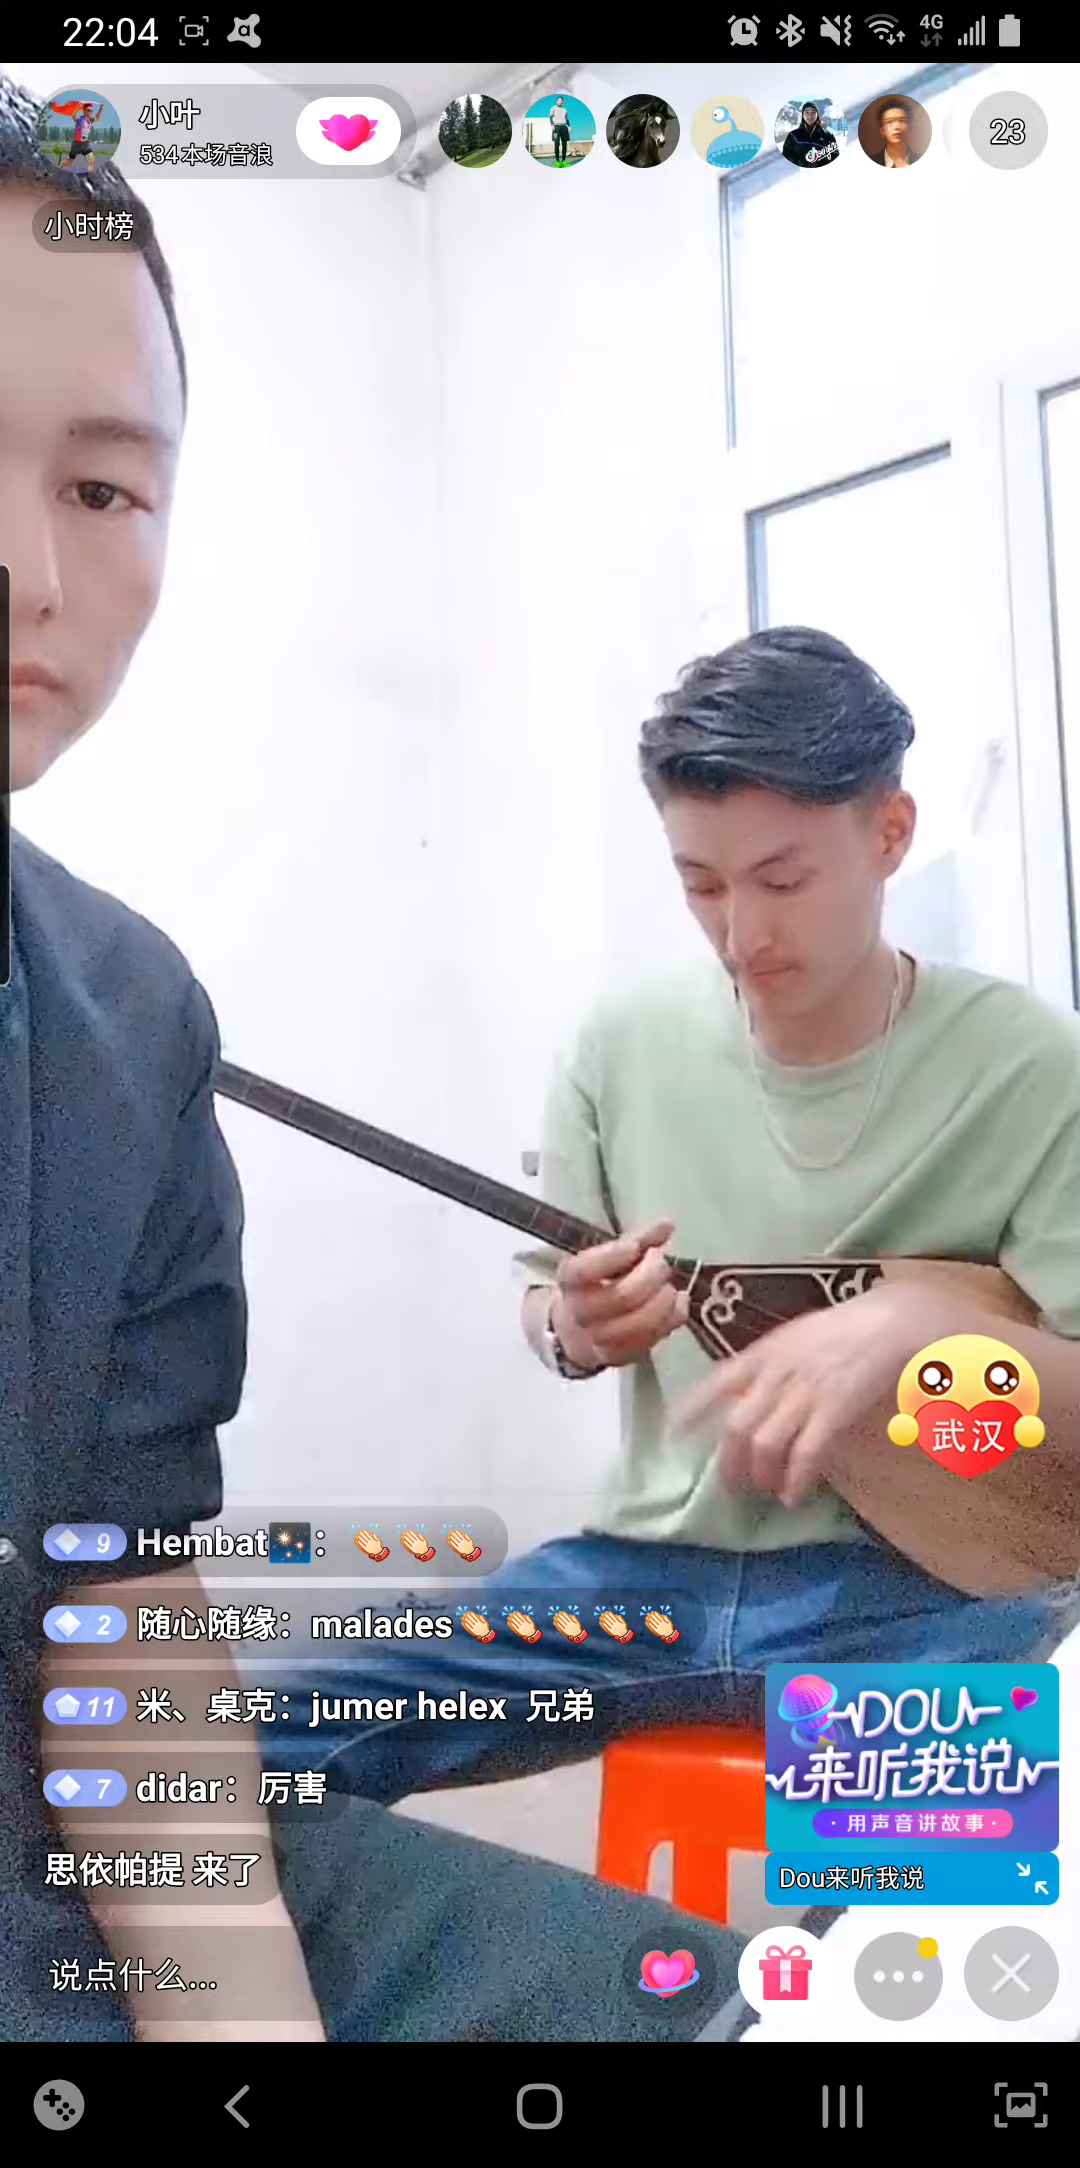 22:04
4G
小叶
534本场音浪
23
小时榜
武汉
9 Hembat🎇：👏👏👏
2 随心随缘：malades👏👏👏👏👏
11 米、桌克：jumer helex 兄弟
7 didar：厉害
思依帕提 来了
DOU
来听我说
·用声音讲故事·
Dou来听我说
说点什么...